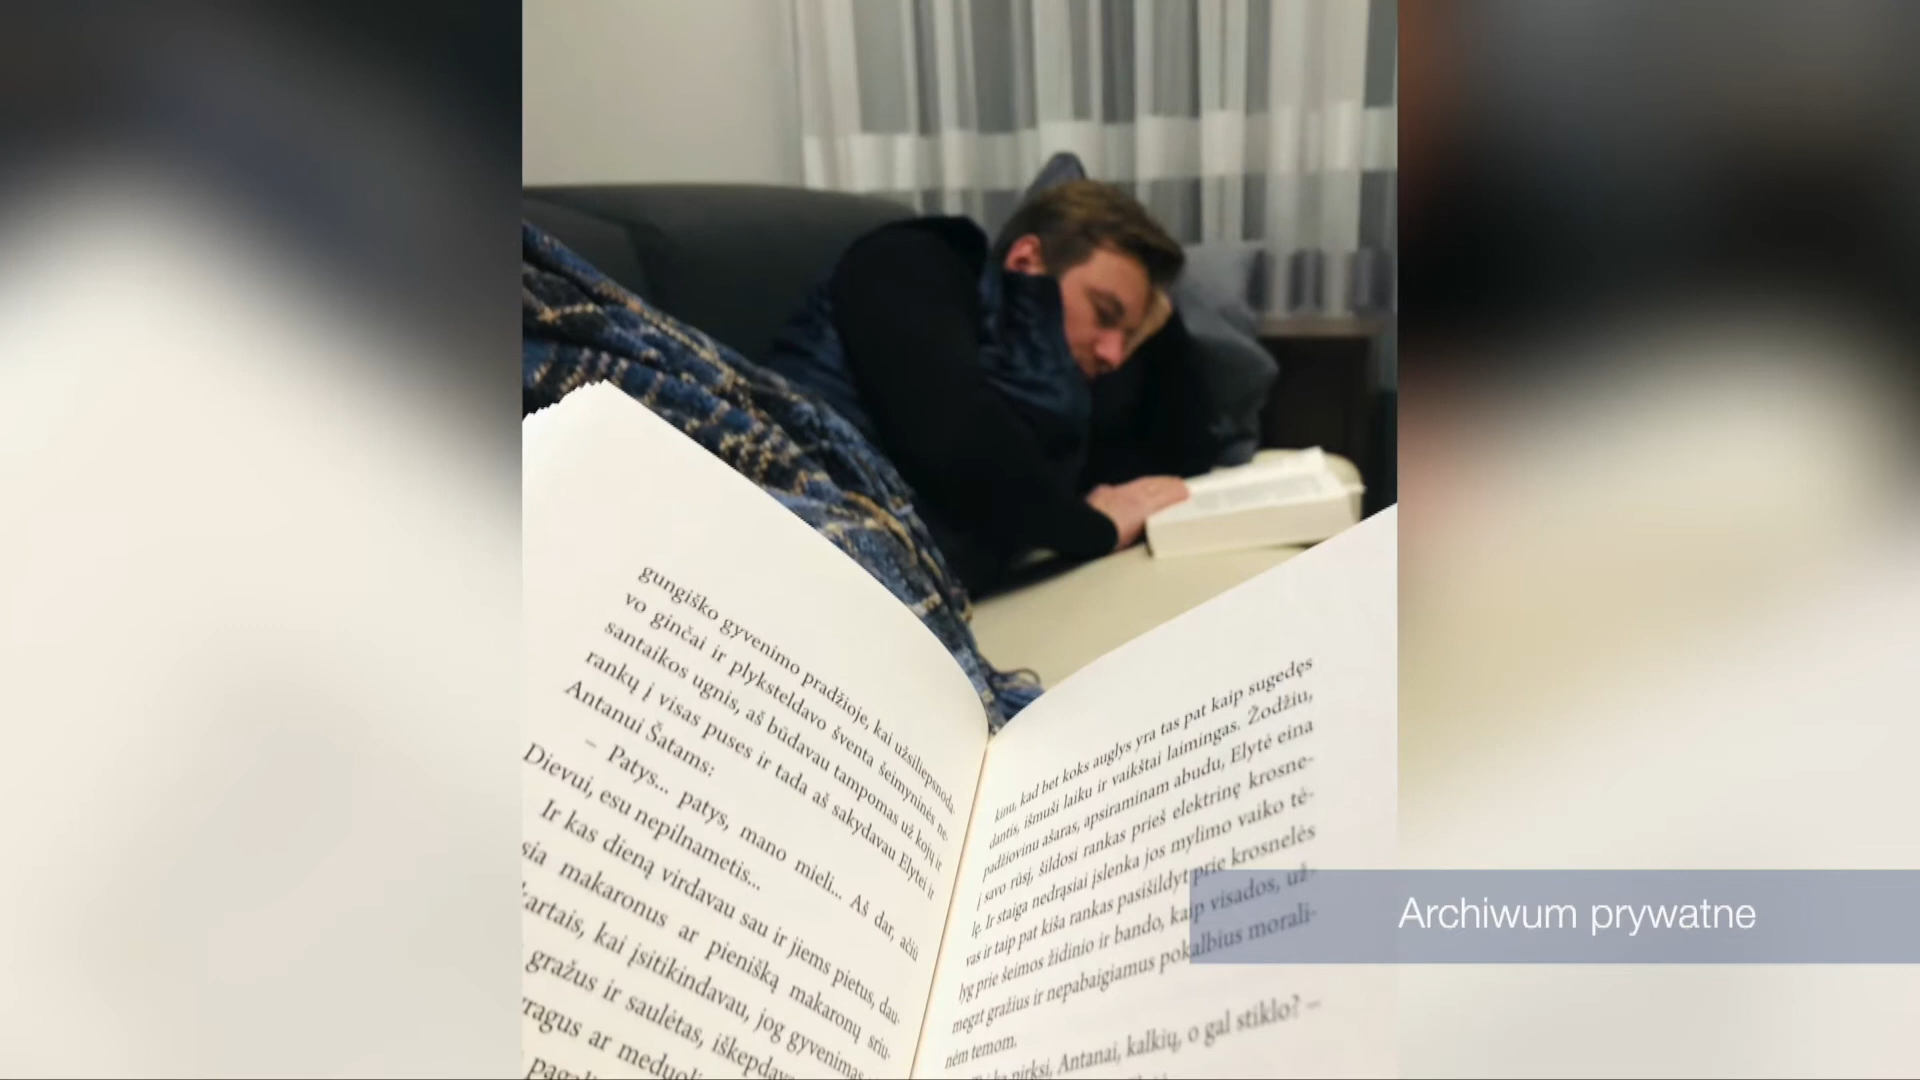 gungiško gyvenimo pradžioje, kai užsiliepsnoda-
vo ginčai ir plyksteldavo šventa šeimyninės ne-
santaikos ugnis, aš būdavau tampomas už kojų ir
rankų į visas puses ir tada aš sakydavau Elytei ir
Antanui Šatams:
– Patys... patys, mano mieli... Aš dar, ačiū
Dievui, esu nepilnametis...
Ir kas dieną virdavau sau ir jiems pietus, dau-
sia makaronus ar pienišką makaronų sriu-
kartais, kai įsitikindavau, jog gyvenimas
gražus ir saulėtas, iškepdavau
ragus ar
kinu, kad bet koks auglys yra tas pat kaip sugedęs
dantis, išmuši laiku ir vaikštai laimingas. Žodžiu,
padžiovinu ašaras, apsiraminam abudu, Elytė eina
į savo rūsį, šildosi rankas prieš elektrinę krosne-
lę. Ir staiga nedrąsiai įslenka jos mylimo vaiko tė-
vas ir taip pat kiša rankas pasišildyt prie krosnelės
lyg prie šeimos židinio ir bando, kaip visados, už-
megzt gražius ir nepabaigiamus pokalbius morali-
nėm temom.
pirksi, Antanai, kalkių, o gal stiklo? –
Archiwum prywatne